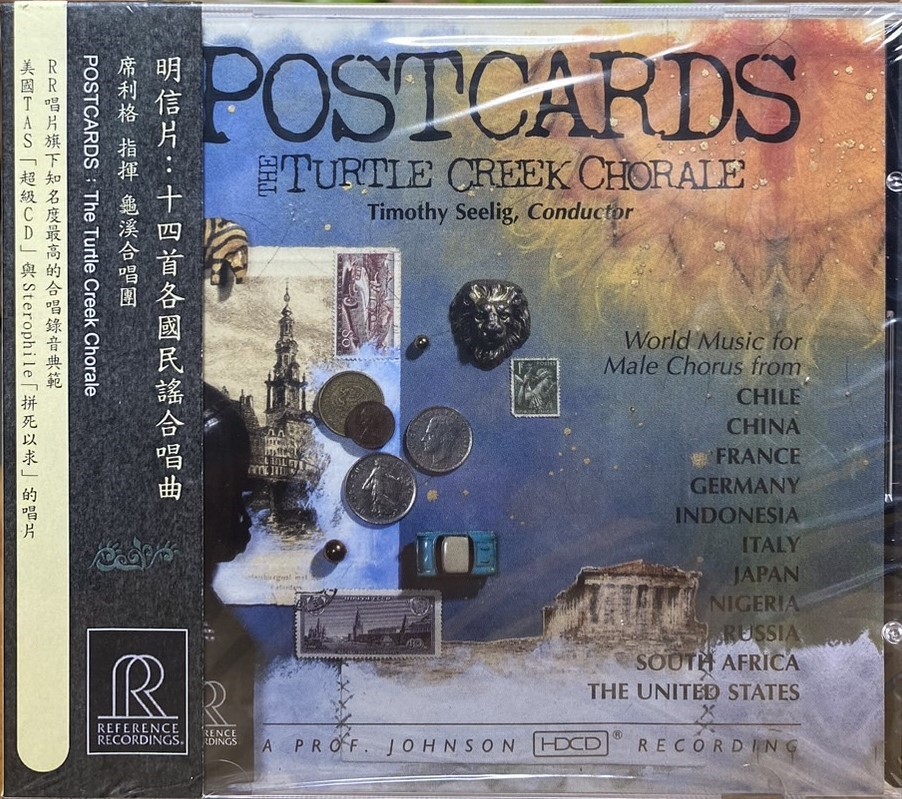 明信片：十四首各國民謠合唱曲
席利格 指揮 龜溪合唱團
POSTCARDS : The Turtle Creek Chorale
RR唱片旗下知名度最高的合唱錄音典範
美國TAS「超級CD」與Sterophile「拼死以求」的唱片
RR
REFERENCE
RECORDINGS®
POSTCARDS
THE TURTLE CREEK CHORALE
Timothy Seelig, Conductor
World Music for
Male Chorus from
CHILE
CHINA
FRANCE
GERMANY
INDONESIA
ITALY
JAPAN
NIGERIA
RUSSIA
SOUTH AFRICA
THE UNITED STATES
A PROF. JOHNSON HDCD® RECORDING